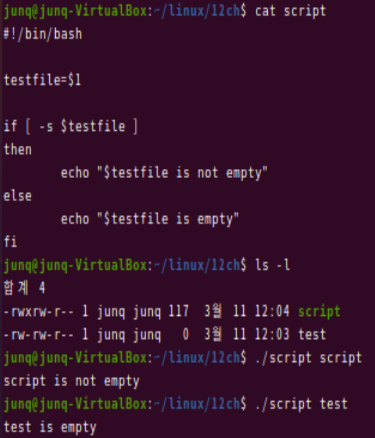 junq@junq-VirtualBox:~/linux/12ch$ cat script
#!/bin/bash
testfile=$1
if [ -s $testfile ]
then
echo "$testfile is not empty"
else
echo "$testfile is empty"
fi
junq@junq-VirtualBox:~/linux/12ch$ ls -l
합계 4
-rwxrw-r-- 1 junq junq 117 3월 11 12:04 script
-rw-rw-r-- 1 junq junq 0 3월 11 12:03 test
junq@junq-VirtualBox:~/linux/12ch$ ./script script
script is not empty
junq@junq-VirtualBox:~/linux/12ch$ ./script test
test is empty